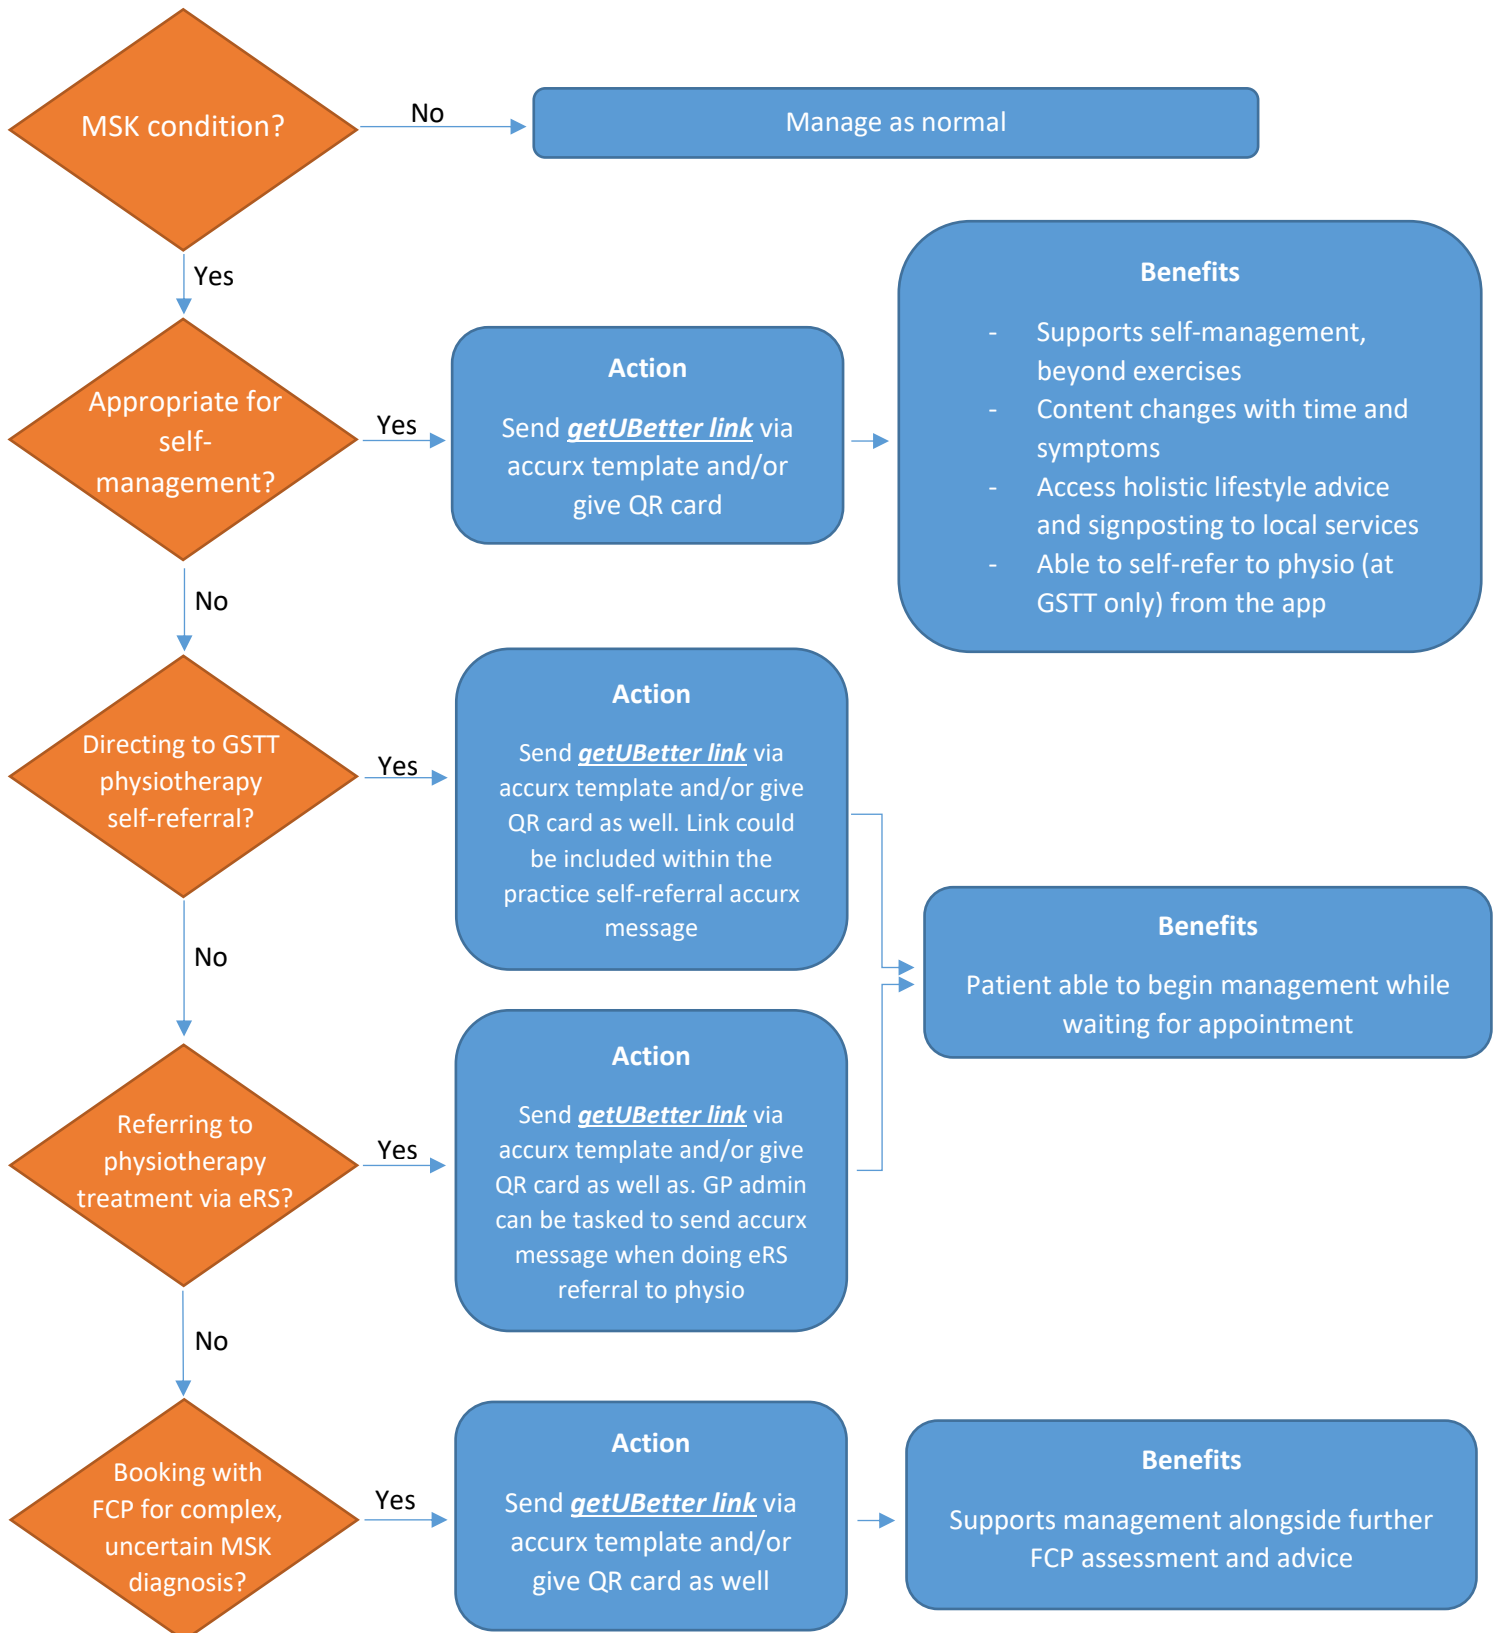 MSK condition?
No
Manage as normal
Yes
Appropriate for
self-
management?
Yes
Action
Send getUBetter link via
accurx template and/or
give QR card
Benefits
- Supports self-management,
beyond exercises
- Content changes with time and
symptoms
- Access holistic lifestyle advice
and signposting to local services
- Able to self-refer to physio (at
GSTT only) from the app
No
Directing to GSTT
physiotherapy
self-referral?
Yes
Action
Send getUBetter link via
accurx template and/or give
QR card as well. Link could
be included within the
practice self-referral accurx
message
Benefits
Patient able to begin management while
waiting for appointment
No
Referring to
physiotherapy
treatment via eRS?
Yes
Action
Send getUBetter link via
accurx template and/or give
QR card as well as. GP admin
can be tasked to send accurx
message when doing eRS
referral to physio
No
Booking with
FCP for complex,
uncertain MSK
diagnosis?
Yes
Action
Send getUBetter link via
accurx template and/or
give QR card as well
Benefits
Supports management alongside further
FCP assessment and advice